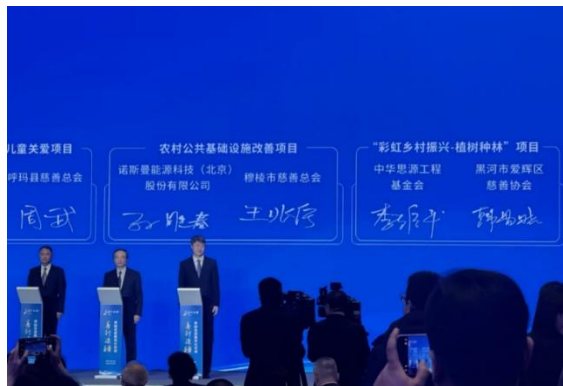 儿童关爱项目
呼玛县慈善总会
农村公共基础设施改善项目
诺斯曼能源科技（北京）
股份有限公司
穆棱市慈善总会
“彩虹乡村振兴-植树种林”项目
中华思源工程
基金会
黑河市爱辉区
慈善协会